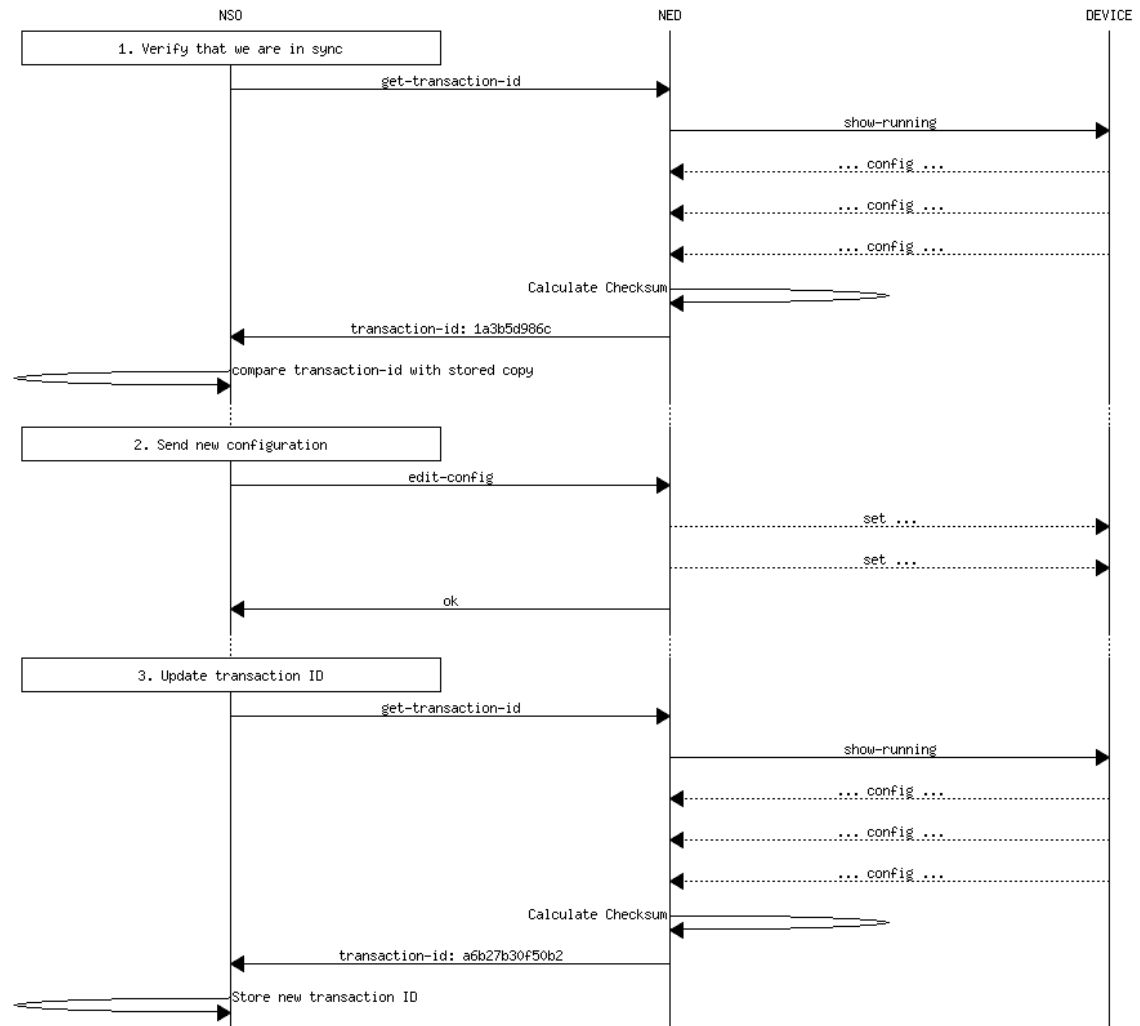 NSO NED DEVICE
1. Verify that we are in sync
get-transaction-id
show-running
... config ...
... config ...
... config ...
Calculate Checksum
transaction-id: 1a3b5d986c
compare transaction-id with stored copy
2. Send new configuration
edit-config
set ...
set ...
ok
3. Update transaction ID
get-transaction-id
show-running
... config ...
... config ...
... config ...
Calculate Checksum
transaction-id: a6b27b30f50b2
Store new transaction ID